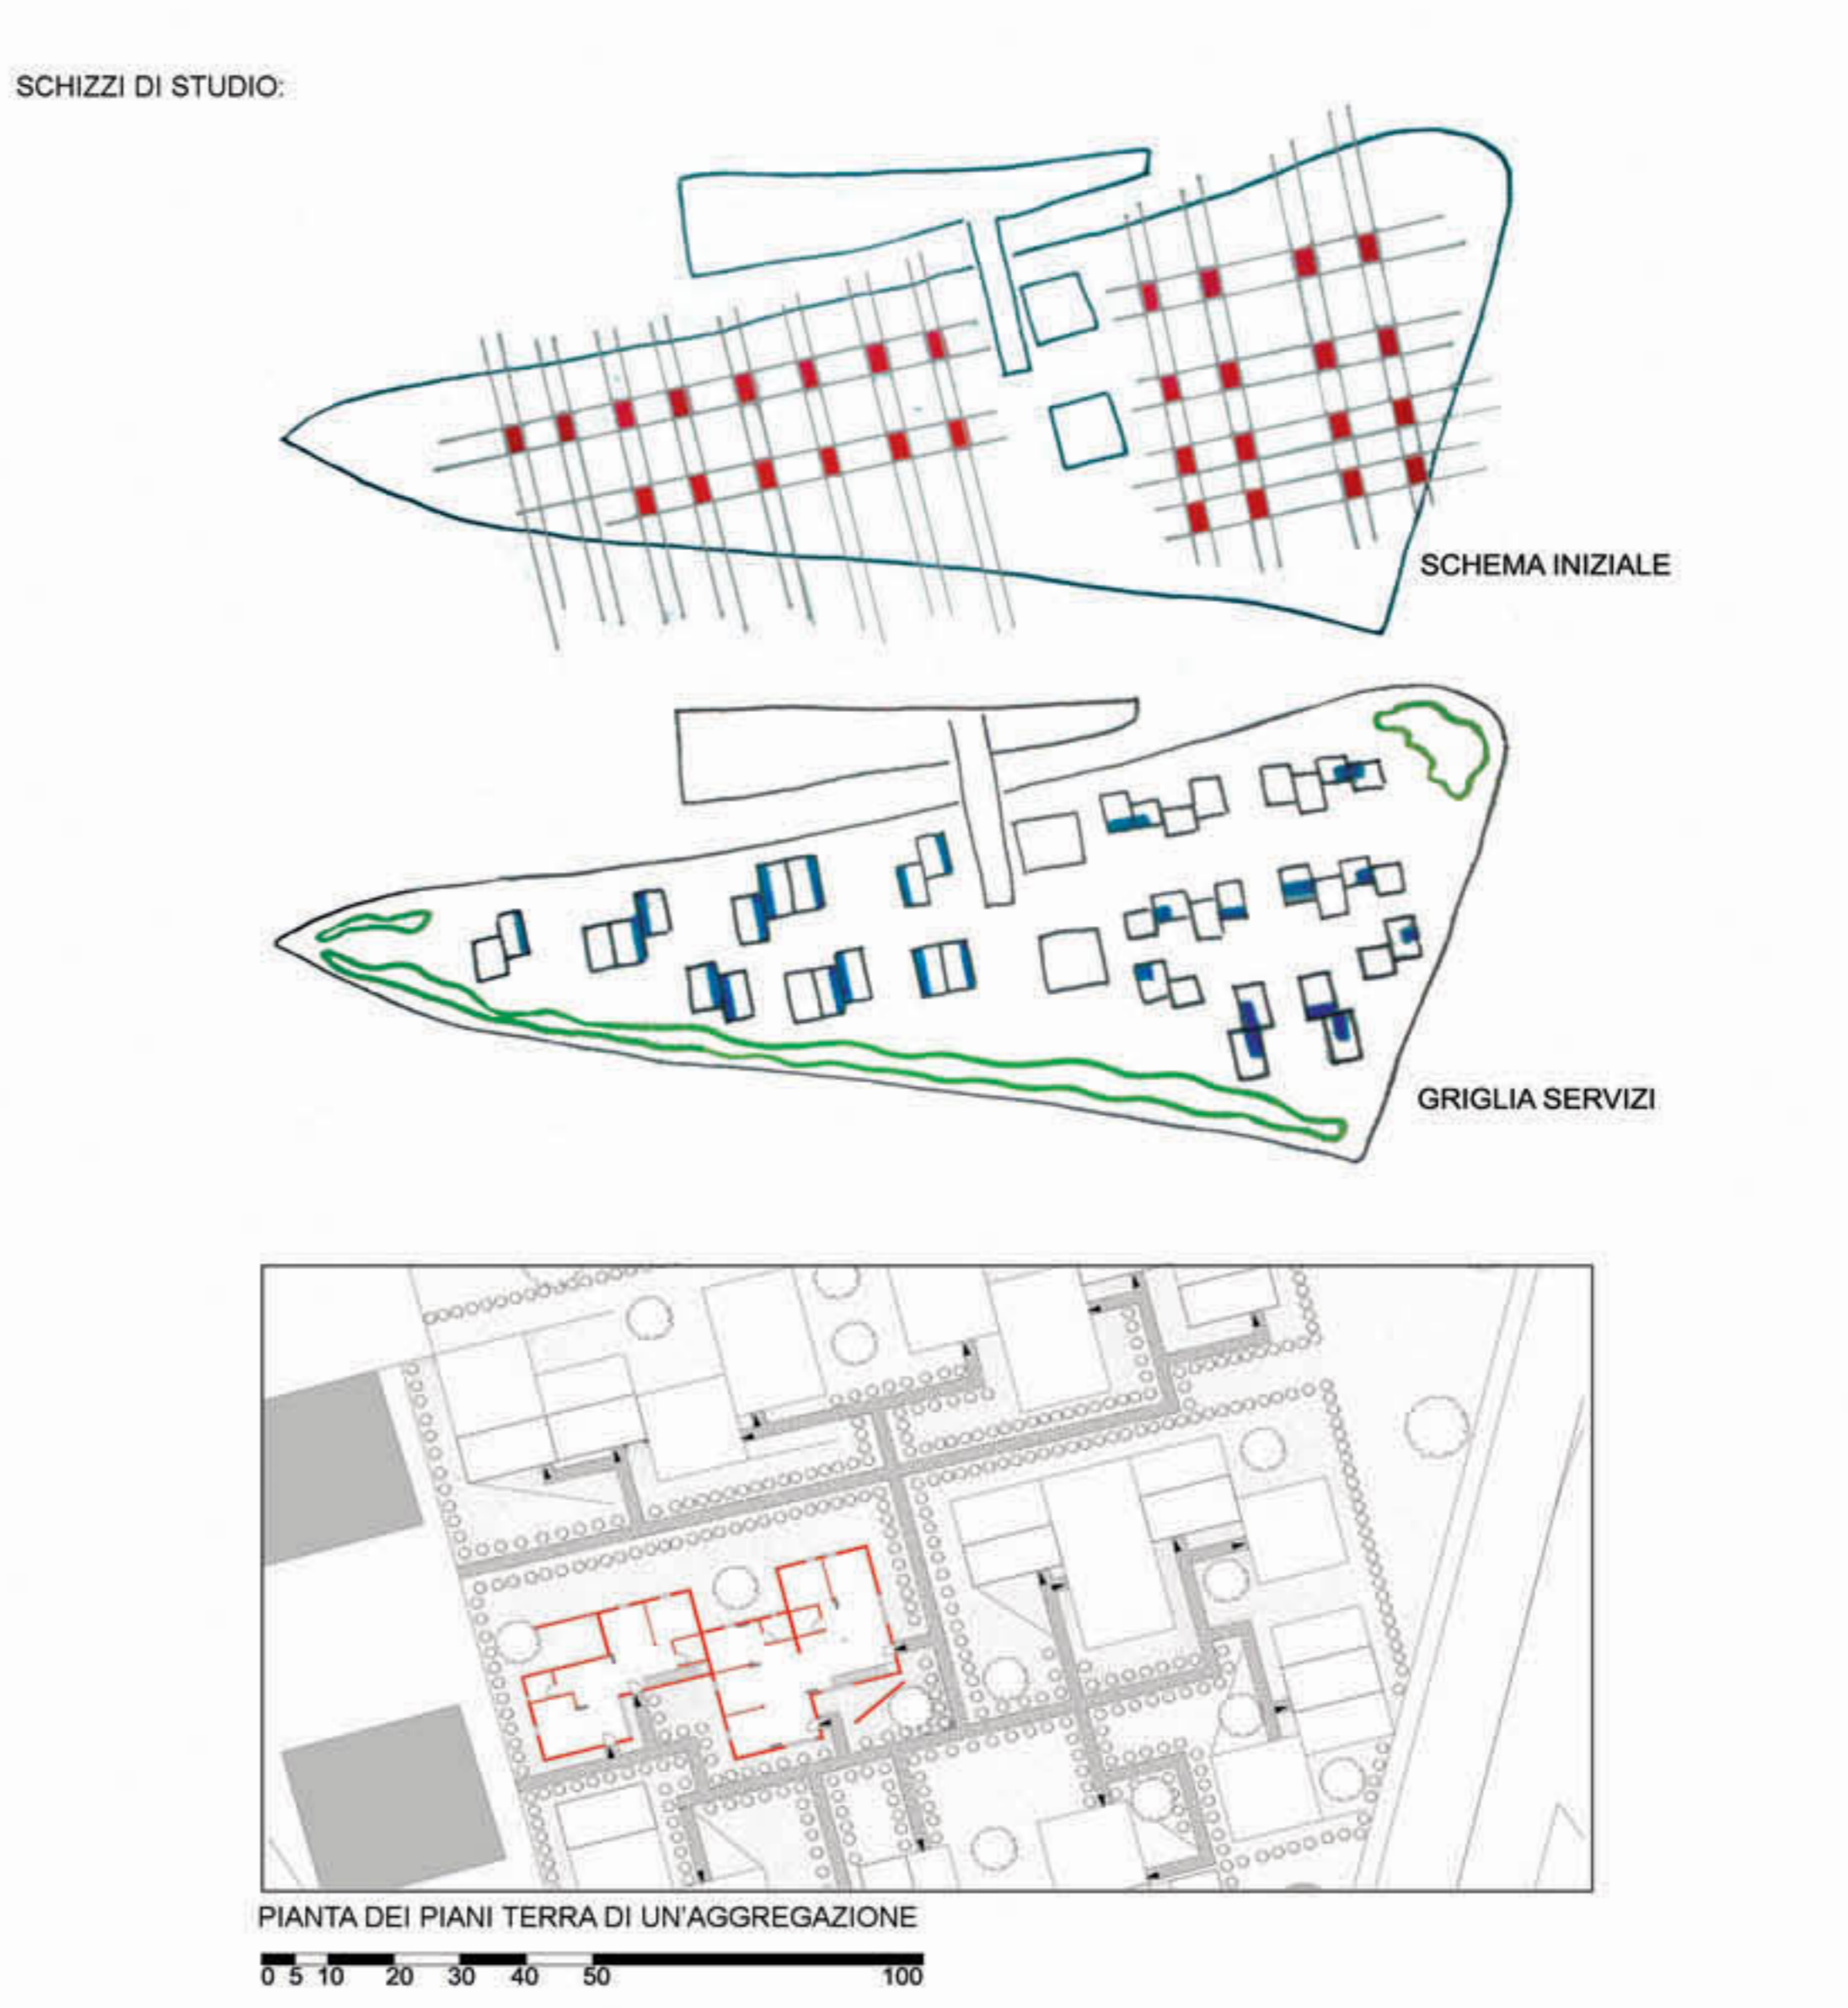 SCHIZZI DI STUDIO:
SCHEMA INIZIALE
GRIGLIA SERVIZI
PIANTA DEI PIANI TERRA DI UN'AGGREGAZIONE
0 5 10 20 30 40 50 100